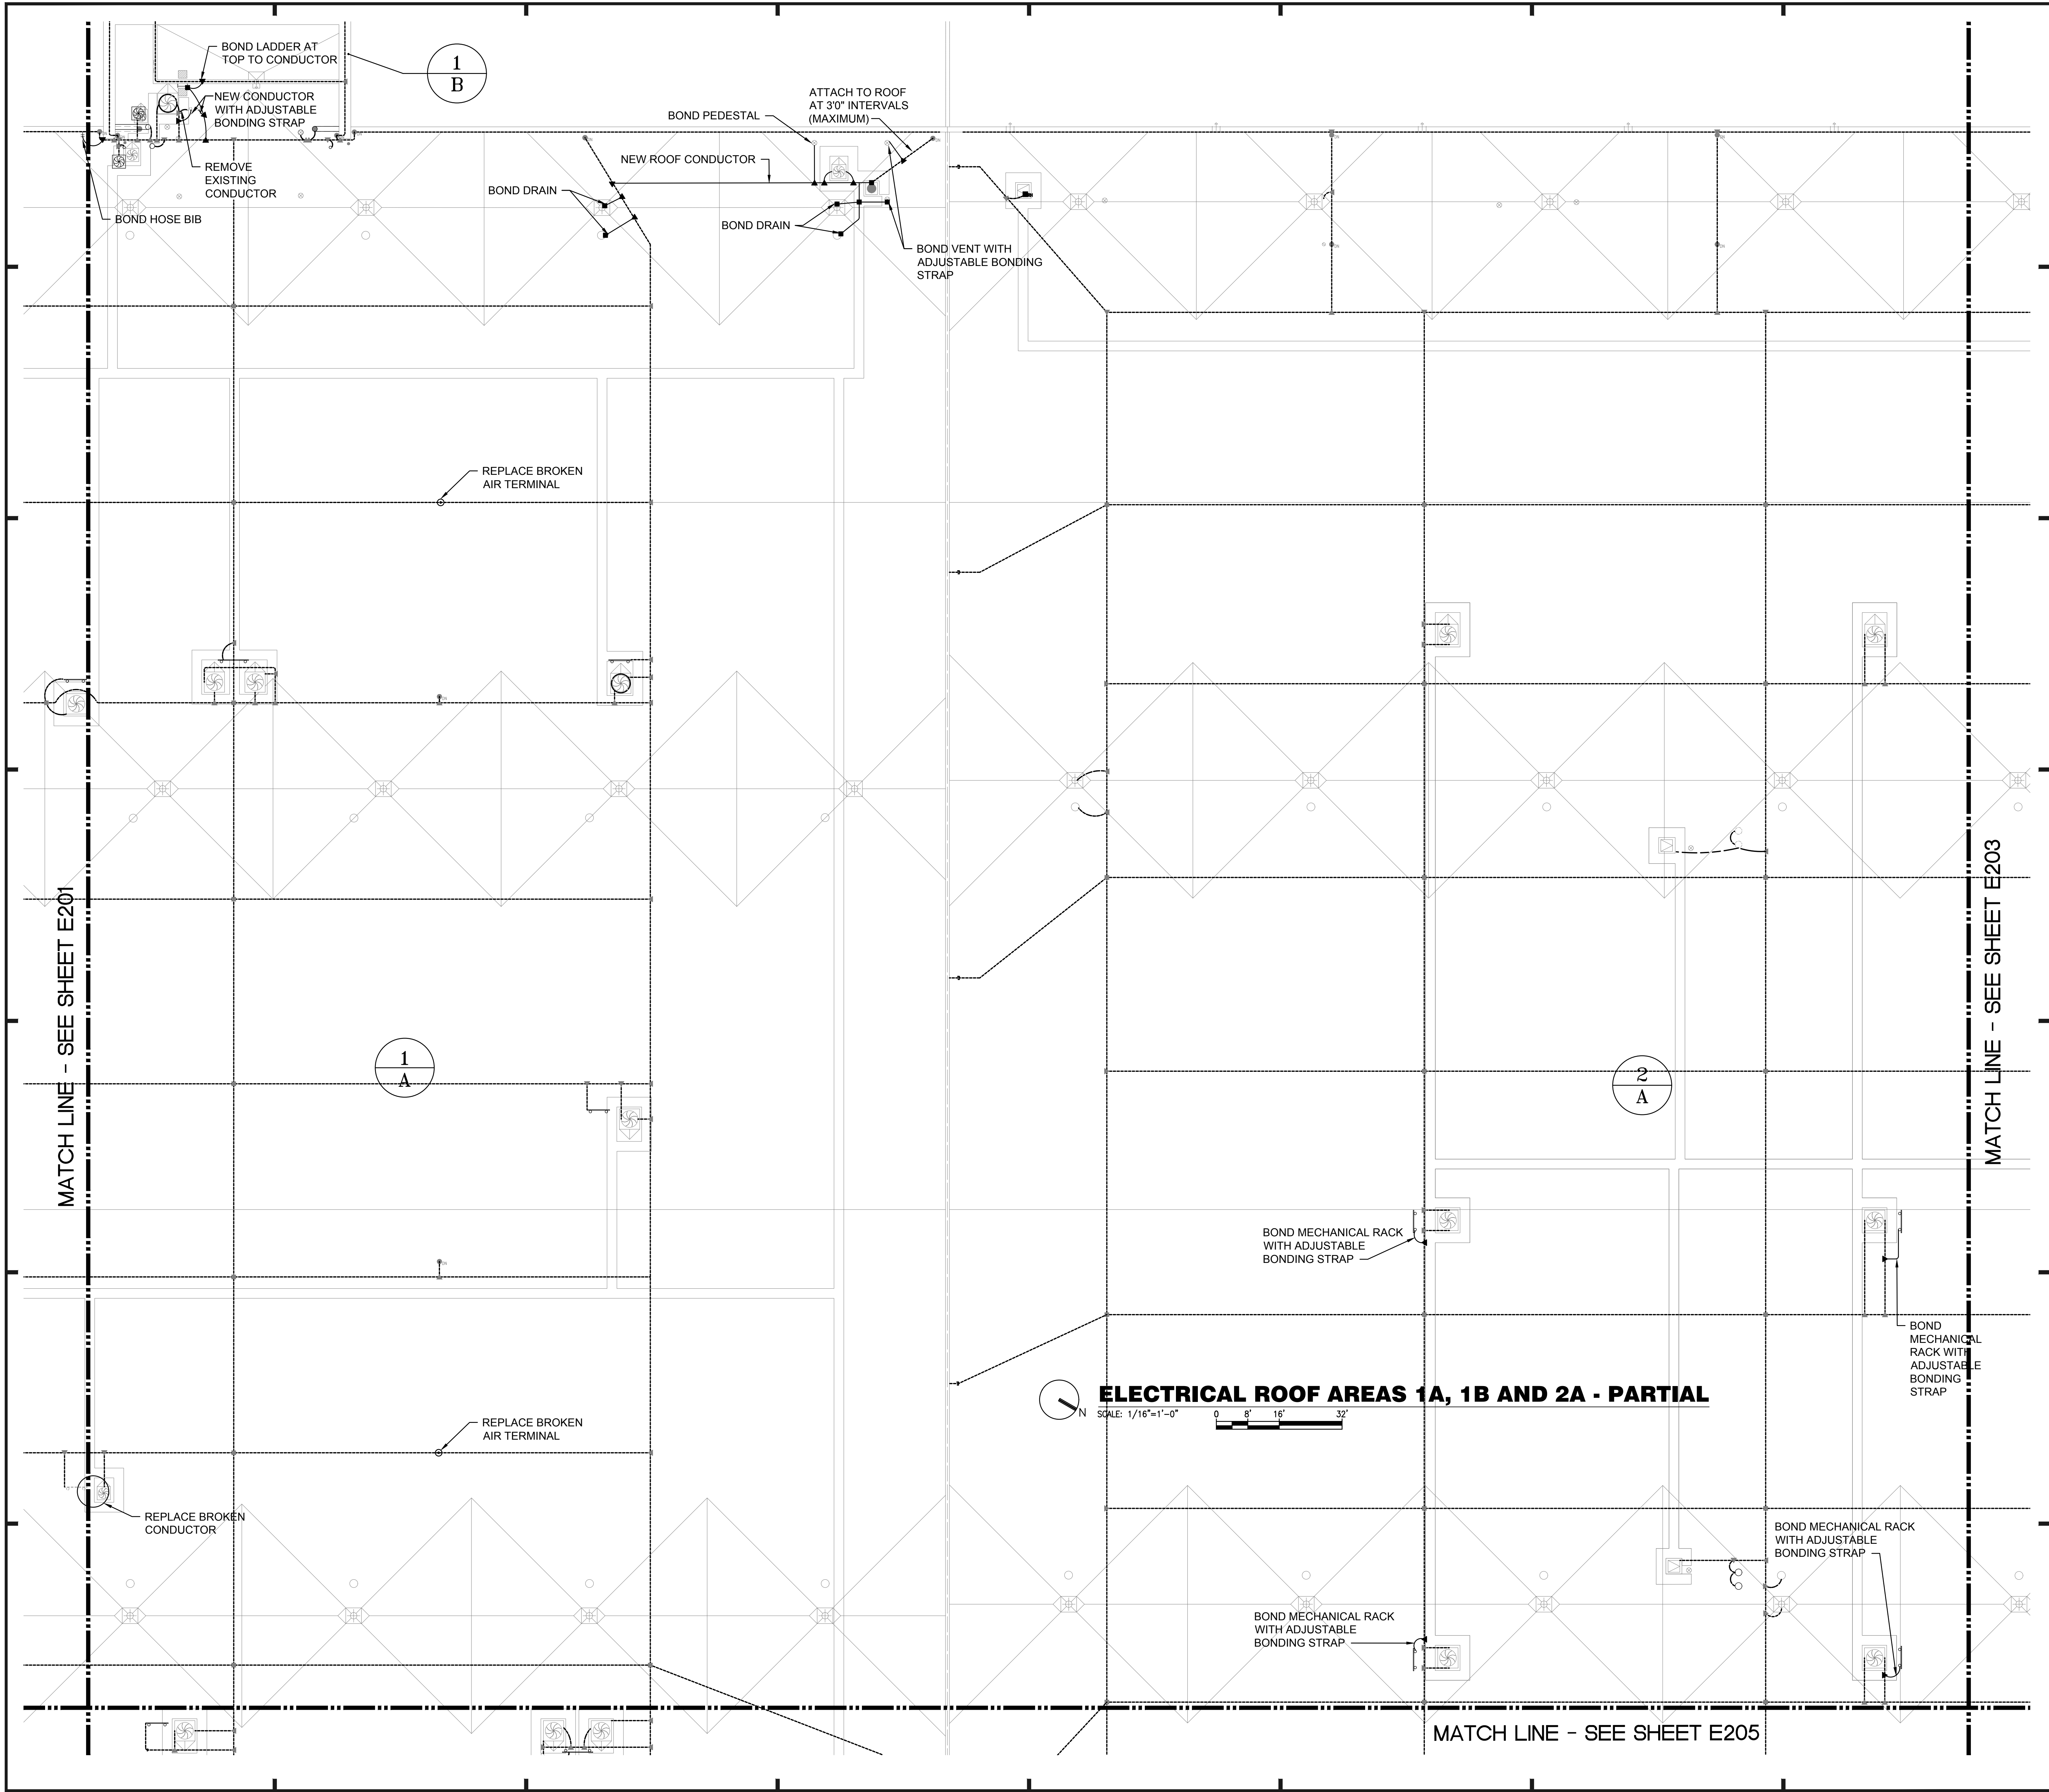 BOND LADDER AT
TOP TO CONDUCTOR
1
B
NEW CONDUCTOR
WITH ADJUSTABLE
BONDING STRAP
REMOVE
EXISTING
CONDUCTOR
BOND HOSE BIB
BOND PEDESTAL
ATTACH TO ROOF
AT 3'0" INTERVALS
(MAXIMUM)
NEW ROOF CONDUCTOR
BOND DRAIN
BOND DRAIN
BOND VENT WITH
ADJUSTABLE BONDING
STRAP
REPLACE BROKEN
AIR TERMINAL
MATCH LINE - SEE SHEET E201
MATCH LINE - SEE SHEET E203
1
A
2
A
BOND MECHANICAL RACK
WITH ADJUSTABLE
BONDING STRAP
BOND
MECHANICAL
RACK WITH
ADJUSTABLE
BONDING
STRAP
N
ELECTRICAL ROOF AREAS 1A, 1B AND 2A - PARTIAL
SCALE: 1/16"=1'-0"
0 8' 16' 32'
REPLACE BROKEN
AIR TERMINAL
REPLACE BROKEN
CONDUCTOR
BOND MECHANICAL RACK
WITH ADJUSTABLE
BONDING STRAP
BOND MECHANICAL RACK
WITH ADJUSTABLE
BONDING STRAP
MATCH LINE - SEE SHEET E205